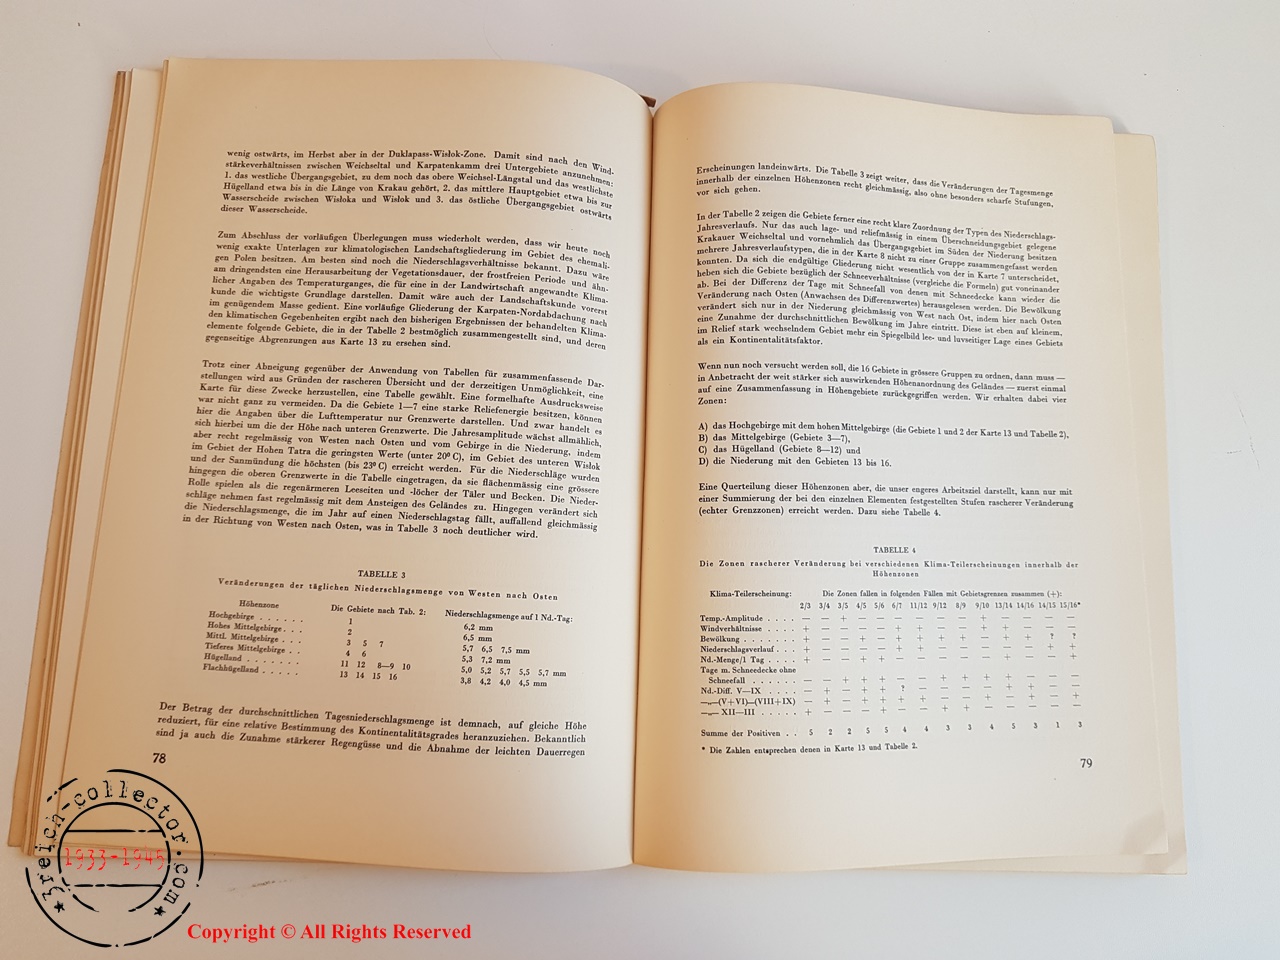 wenig ostwärts, im Herbst aber in der Duklapass-Wisłok-Zone. Damit sind nach den Wind-
stärkeverhältnissen zwischen Weichseltal und Karpatenkamm drei Untergebiete anzunehmen:
1. das westliche Übergangsgebiet, zu dem noch das obere Weichsel-Längstal und das westlichste
Hügelland etwa bis in die Länge von Krakau gehört, 2. das mittlere Hauptgebiet etwa bis zur
Wasserscheide zwischen Wisłoka und Wisłok und 3. das östliche Übergangsgebiet ostwärts
dieser Wasserscheide.
Zum Abschluss der vorläufigen Überlegungen muss wiederholt werden, dass wir heute noch
wenig exakte Unterlagen zur klimatologischen Landschaftsgliederung im Gebiet des ehemali-
gen Polen besitzen. Am besten sind noch die Niederschlagsverhältnisse bekannt. Dazu wäre
am dringendsten eine Herausarbeitung der Vegetationsdauer, der frostfreien Periode und ähn-
licher Angaben des Temperaturganges, die für eine in der Landwirtschaft angewandte Klima-
kunde die wichtigste Grundlage darstellen. Damit wäre auch der Landschaftskunde vorerst
im genügendem Masse gedient. Eine vorläufige Gliederung der Karpaten-Nordabdachung nach
den klimatischen Gegebenheiten ergibt nach den bisherigen Ergebnissen der behandelten Klima-
elemente folgende Gebiete, die in der Tabelle 2 bestmöglich zusammengestellt sind, und deren
gegenseitige Abgrenzungen aus Karte 13 zu ersehen sind.
Trotz einer Abneigung gegenüber der Anwendung von Tabellen für zusammenfassende Dar-
stellungen wird aus Gründen der rascheren Übersicht und der derzeitigen Unmöglichkeit, eine
Karte für diese Zwecke herzustellen, eine Tabelle gewählt. Eine formelhafte Ausdrucksweise
war nicht ganz zu vermeiden. Da die Gebiete 1—7 eine starke Reliefenergie besitzen, können
hier die Angaben über die Lufttemperatur nur Grenzwerte darstellen. Und zwar handelt es
sich hierbei um die der Höhe nach unteren Grenzwerte. Die Jahresamplitude wächst allmählich,
aber recht regelmässig von Westen nach Osten und vom Gebirge in die Niederung, indem
im Gebiet der Hohen Tatra die geringsten Werte (unter 20° C), im Gebiet des unteren Wisłok
und der Sanmündung die höchsten (bis 23° C) erreicht werden. Für die Niederschläge wurden
hingegen die oberen Grenzwerte in die Tabelle eingetragen, da sie flächenmässig eine grössere
Rolle spielen als die regenärmeren Leeseiten und -löcher der Täler und Becken. Die Nieder-
schläge nehmen fast regelmässig mit dem Ansteigen des Geländes zu. Hingegen verändert sich
die Niederschlagsmenge, die im Jahr auf einen Niederschlagstag fällt, auffallend gleichmässig
in der Richtung von Westen nach Osten, was in Tabelle 3 noch deutlicher wird.
TABELLE 3
Veränderungen der täglichen Niederschlagsmenge von Westen nach Osten
Höhenzone Die Gebiete nach Tab. 2: Niederschlagsmenge auf 1 Nd.-Tag:
Hochgebirge . . . . . . 1 6,2 mm
Hohes Mittelgebirge . . . 2 6,5 mm
Mittl. Mittelgebirge . . . 3 5 7 5,7 6,5 7,5 mm
Tieferes Mittelgebirge . . . 4 6 5,3 7,2 mm
Hügelland . . . . . . . 11 12 8—9 10 5,0 5,2 5,7 5,5 5,7 mm
Flachhügelland . . . . . 13 14 15 16 3,8 4,2 4,0 4,5 mm
Der Betrag der durchschnittlichen Tagesniederschlagsmenge ist demnach, auf gleiche Höhe
reduziert, für eine relative Bestimmung des Kontinentalitätsgrades heranzuziehen. Bekanntlich
sind ja auch die Zunahme stärkerer Regengüsse und die Abnahme der leichten Dauerregen
78
Erscheinungen landeinwärts. Die Tabelle 3 zeigt weiter, dass die Veränderungen der Tagesmenge
innerhalb der einzelnen Höhenzonen recht gleichmässig, also ohne besonders scharfe Stufungen,
vor sich gehen.
In der Tabelle 2 zeigen die Gebiete ferner eine recht klare Zuordnung der Typen des Niederschlags-
Jahresverlaufs. Nur das auch lage- und reliefmässig in einem Überschneidungsgebiet gelegene
Krakauer Weichseltal und vornehmlich das Übergangsgebiet im Süden der Niederung besitzen
mehrere Jahresverlaufstypen, die in der Karte 8 nicht zu einer Gruppe zusammengefasst werden
konnten. Da sich die endgültige Gliederung nicht wesentlich von der in Karte 7 unterscheidet,
heben sich die Gebiete bezüglich der Schneeverhältnisse (vergleiche die Formeln) gut voneinander
ab. Bei der Differenz der Tage mit Schneefall von denen mit Schneedecke kann wieder die
Veränderung nach Osten (Anwachsen des Differenzwertes) herausgelesen werden. Die Bewölkung
verändert sich nur in der Niederung gleichmässig von West nach Ost, indem hier nach Osten
eine Zunahme der durchschnittlichen Bewölkung im Jahre eintritt. Diese ist eben auf kleinem,
im Relief stark wechselndem Gebiet mehr ein Spiegelbild lee- und luvseitiger Lage eines Gebiets
als ein Kontinentalitätsfaktor.
Wenn nun noch versucht werden soll, die 16 Gebiete in grössere Gruppen zu ordnen, dann muss —
in Anbetracht der weit stärker sich auswirkenden Höhenanordnung des Geländes — zuerst einmal
auf eine Zusammenfassung in Höhengebiete zurückgegriffen werden. Wir erhalten dabei vier
Zonen:
A) das Hochgebirge mit dem hohen Mittelgebirge (die Gebiete 1 und 2 der Karte 13 und Tabelle 2),
B) das Mittelgebirge (Gebiete 3—7),
C) das Hügelland (Gebiete 8—12) und
D) die Niederung mit den Gebieten 13 bis 16.
Eine Querteilung dieser Höhenzonen aber, die unser engeres Arbeitsziel darstellt, kann nur mit
einer Summierung der bei den einzelnen Elementen festgestellten Stufen rascherer Veränderung
(echter Grenzzonen) erreicht werden. Dazu siehe Tabelle 4.
TABELLE 4
Die Zonen rascherer Veränderung bei verschiedenen Klima-Teilerscheinungen innerhalb der
Höhenzonen
Klima-Teilerscheinung: Die Zonen fallen in folgenden Fällen mit Gebietsgrenzen zusammen (+):
2/3 3/4 3/5 4/5 5/6 6/7 11/12 9/12 8/9 9/10 13/14 14/16 14/15 15/16*
Temp.-Amplitude . . . .
Windverhältnisse . . . .
Bewölkung . . . . . . .
Niederschlagsverlauf . . .
Nd.-Menge/1 Tag . . . .
Tage m. Schneedecke ohne
Schneefall . . . . . .
Nd.-Diff. V—IX . . . .
—„—(V+VI)—(VIII+IX)
—„— XII—III . . . . .
Summe der Positiven . . 5 2 2 5 5 4 4 3 3 4 5 3 1 3
* Die Zahlen entsprechen denen in Karte 13 und Tabelle 2.
79
3reich-collector.com
1933-1945
Copyright © All Rights Reserved